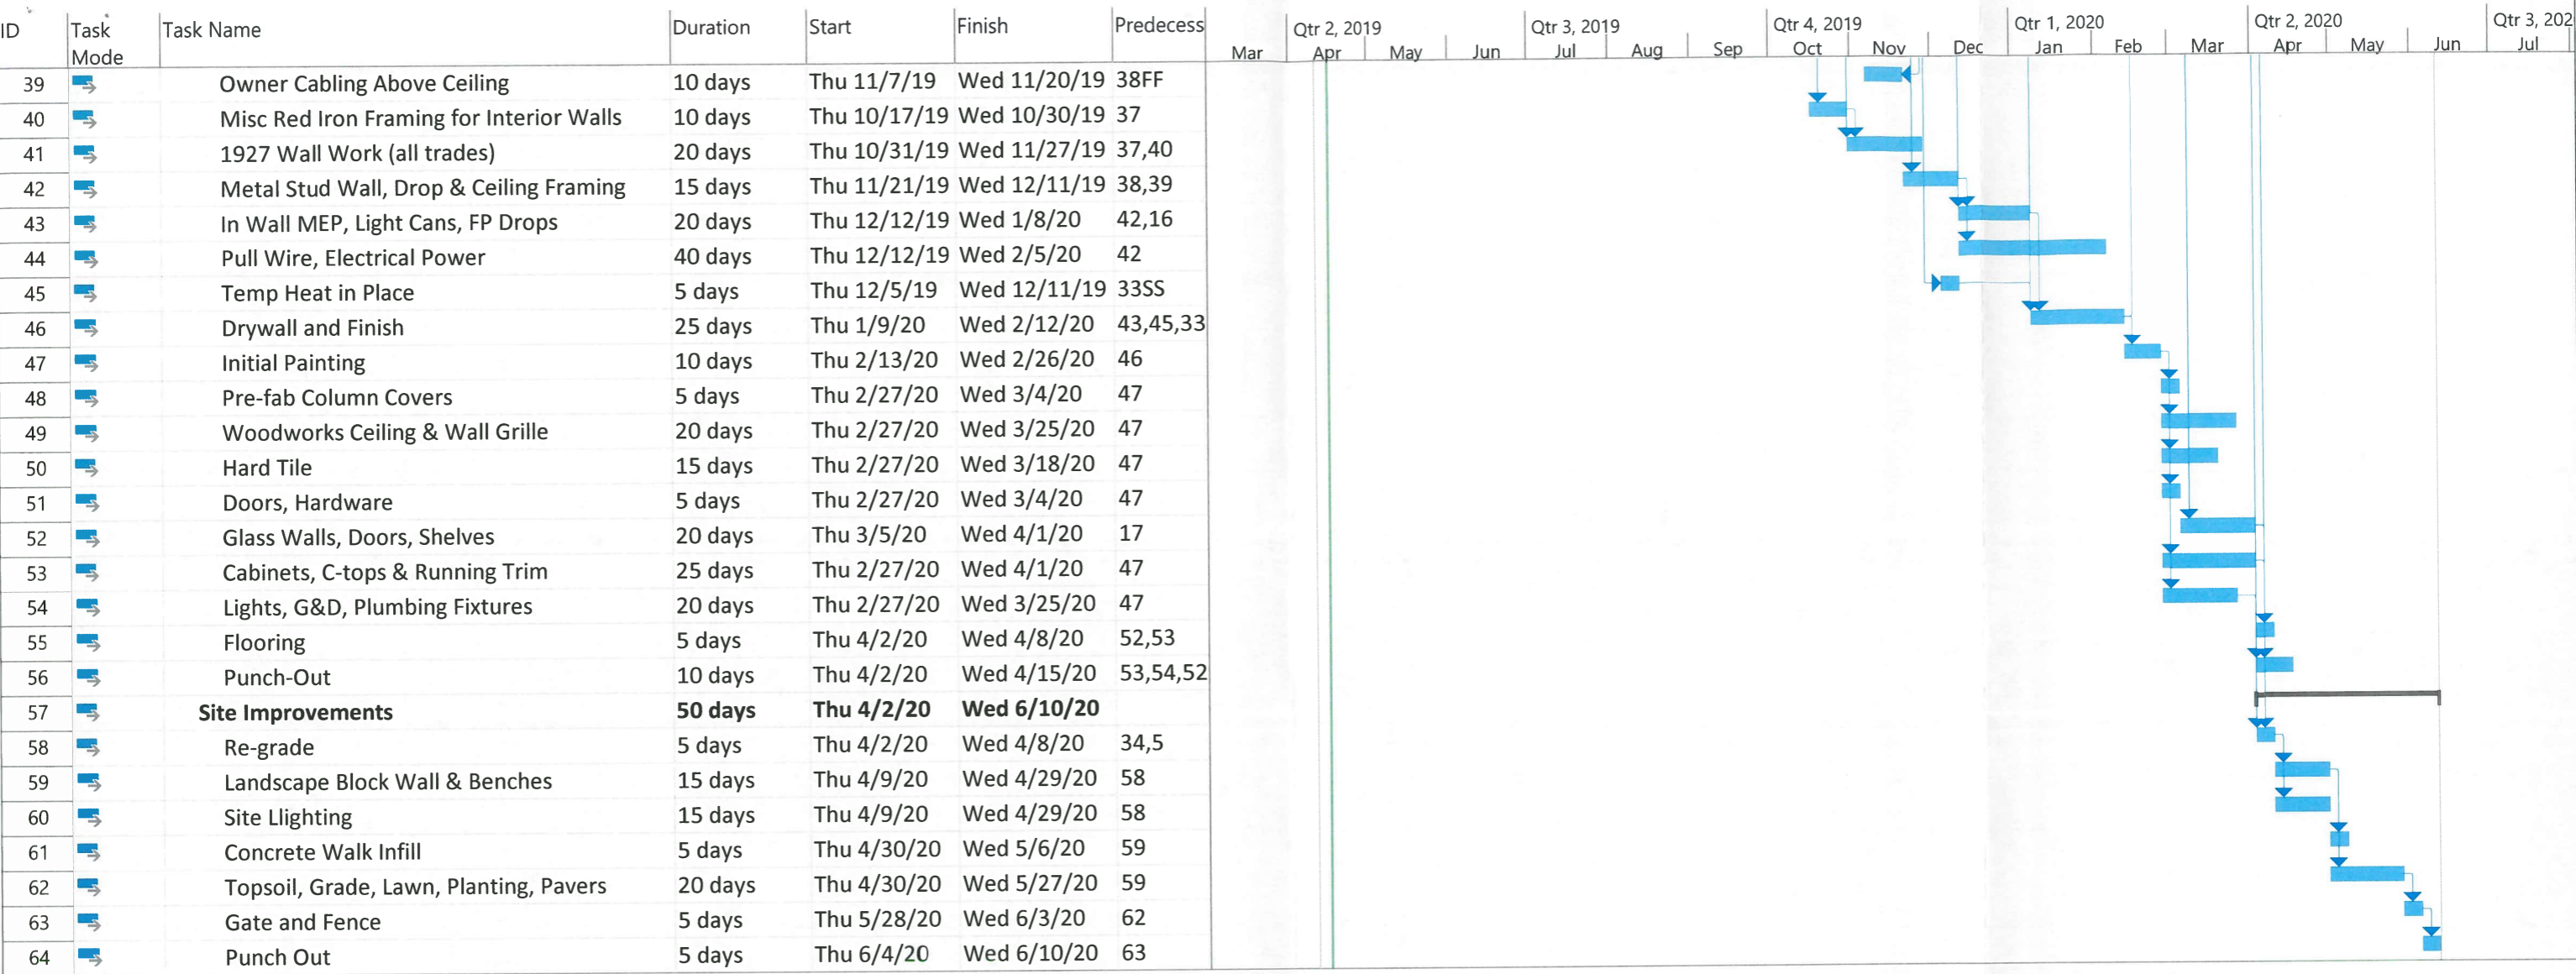 ID Task Mode Task Name Duration Start Finish Predecess
Qtr 2, 2019 Qtr 3, 2019 Qtr 4, 2019 Qtr 1, 2020 Qtr 2, 2020 Qtr 3, 202
Mar Apr May Jun Jul Aug Sep Oct Nov Dec Jan Feb Mar Apr May Jun Jul
39 Owner Cabling Above Ceiling 10 days Thu 11/7/19 Wed 11/20/19 38FF
40 Misc Red Iron Framing for Interior Walls 10 days Thu 10/17/19 Wed 10/30/19 37
41 1927 Wall Work (all trades) 20 days Thu 10/31/19 Wed 11/27/19 37,40
42 Metal Stud Wall, Drop & Ceiling Framing 15 days Thu 11/21/19 Wed 12/11/19 38,39
43 In Wall MEP, Light Cans, FP Drops 20 days Thu 12/12/19 Wed 1/8/20 42,16
44 Pull Wire, Electrical Power 40 days Thu 12/12/19 Wed 2/5/20 42
45 Temp Heat in Place 5 days Thu 12/5/19 Wed 12/11/19 33SS
46 Drywall and Finish 25 days Thu 1/9/20 Wed 2/12/20 43,45,33
47 Initial Painting 10 days Thu 2/13/20 Wed 2/26/20 46
48 Pre-fab Column Covers 5 days Thu 2/27/20 Wed 3/4/20 47
49 Woodworks Ceiling & Wall Grille 20 days Thu 2/27/20 Wed 3/25/20 47
50 Hard Tile 15 days Thu 2/27/20 Wed 3/18/20 47
51 Doors, Hardware 5 days Thu 2/27/20 Wed 3/4/20 47
52 Glass Walls, Doors, Shelves 20 days Thu 3/5/20 Wed 4/1/20 17
53 Cabinets, C-tops & Running Trim 25 days Thu 2/27/20 Wed 4/1/20 47
54 Lights, G&D, Plumbing Fixtures 20 days Thu 2/27/20 Wed 3/25/20 47
55 Flooring 5 days Thu 4/2/20 Wed 4/8/20 52,53
56 Punch-Out 10 days Thu 4/2/20 Wed 4/15/20 53,54,52
57 Site Improvements 50 days Thu 4/2/20 Wed 6/10/20
58 Re-grade 5 days Thu 4/2/20 Wed 4/8/20 34,5
59 Landscape Block Wall & Benches 15 days Thu 4/9/20 Wed 4/29/20 58
60 Site Llighting 15 days Thu 4/9/20 Wed 4/29/20 58
61 Concrete Walk Infill 5 days Thu 4/30/20 Wed 5/6/20 59
62 Topsoil, Grade, Lawn, Planting, Pavers 20 days Thu 4/30/20 Wed 5/27/20 59
63 Gate and Fence 5 days Thu 5/28/20 Wed 6/3/20 62
64 Punch Out 5 days Thu 6/4/20 Wed 6/10/20 63